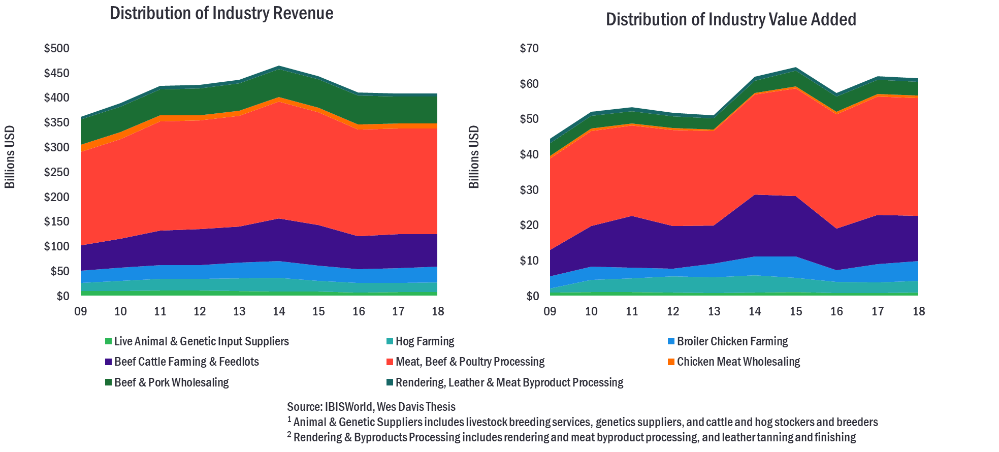 Distribution of Industry Revenue
Billions USD
$500
$450
$400
$350
$300
$250
$200
$150
$100
$50
$0
09 10 11 12 13 14 15 16 17 18
Distribution of Industry Value Added
Billions USD
$70
$60
$50
$40
$30
$20
$10
$0
09 10 11 12 13 14 15 16 17 18
Live Animal & Genetic Input Suppliers Hog Farming Broiler Chicken Farming
Beef Cattle Farming & Feedlots Meat, Beef & Poultry Processing Chicken Meat Wholesaling
Beef & Pork Wholesaling Rendering, Leather & Meat Byproduct Processing
Source: IBISWorld, Wes Davis Thesis
¹ Animal & Genetic Suppliers includes livestock breeding services, genetics suppliers, and cattle and hog stockers and breeders
² Rendering & Byproducts Processing includes rendering and meat byproduct processing, and leather tanning and finishing